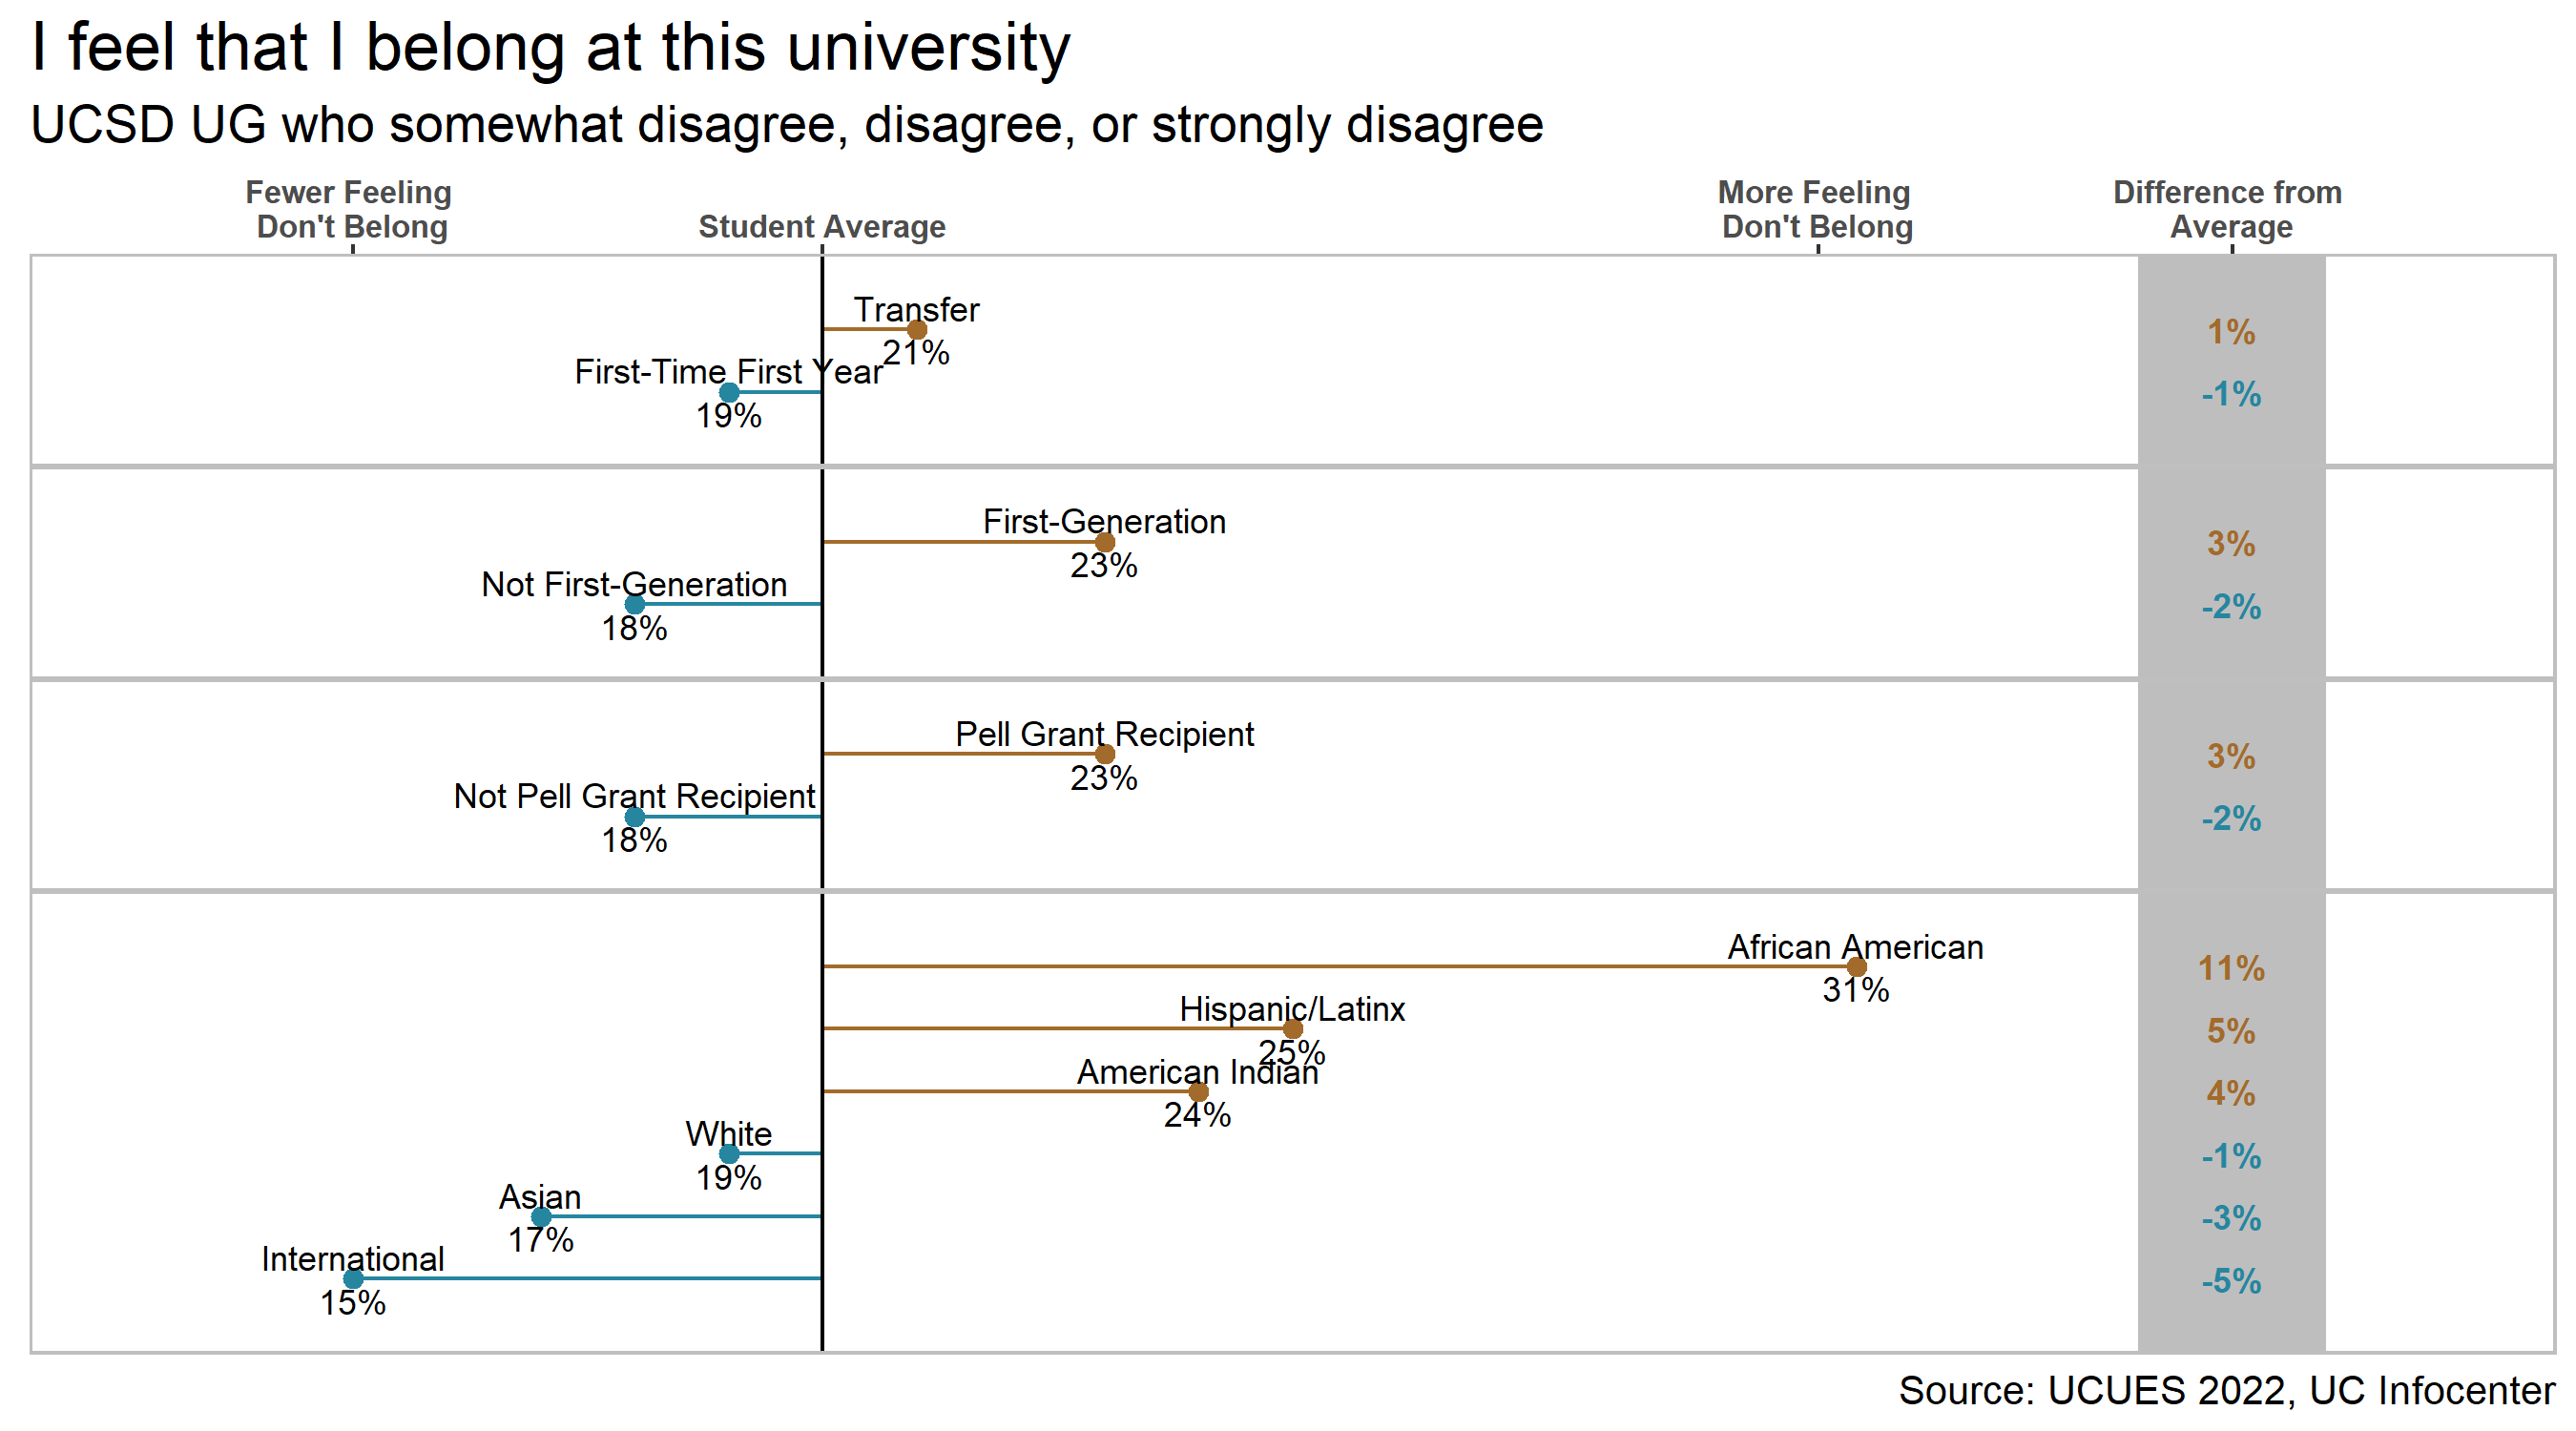 I feel that I belong at this university
UCSD UG who somewhat disagree, disagree, or strongly disagree
Fewer Feeling
Don't Belong
Student Average
More Feeling
Don't Belong
Difference from
Average
Transfer
21%
1%
First-Time First Year
19%
-1%
First-Generation
23%
3%
Not First-Generation
18%
-2%
Pell Grant Recipient
23%
3%
Not Pell Grant Recipient
18%
-2%
African American
31%
11%
Hispanic/Latinx
25%
5%
American Indian
24%
4%
White
19%
-1%
Asian
17%
-3%
International
15%
-5%
Source: UCUES 2022, UC Infocenter